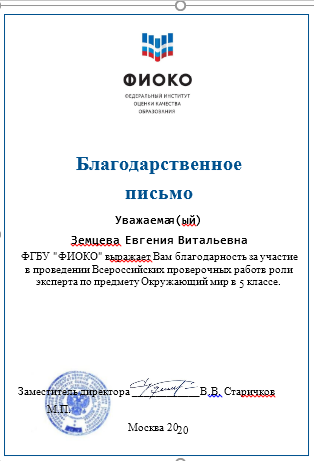 ФИОКО
ФЕДЕРАЛЬНЫЙ ИНСТИТУТ
ОЦЕНКИ КАЧЕСТВА
ОБРАЗОВАНИЯ
Благодарственное
письмо
Уважаемая(ый)
Земцева Евгения Витальевна
ФГБУ "ФИОКО" выражает Вам благодарность за участие
в проведении Всероссийских проверочных работв роли
эксперта по предмету Окружающий мир в 5 классе.
Заместитель директора В.В. Старичков
М.П.
Москва 2020